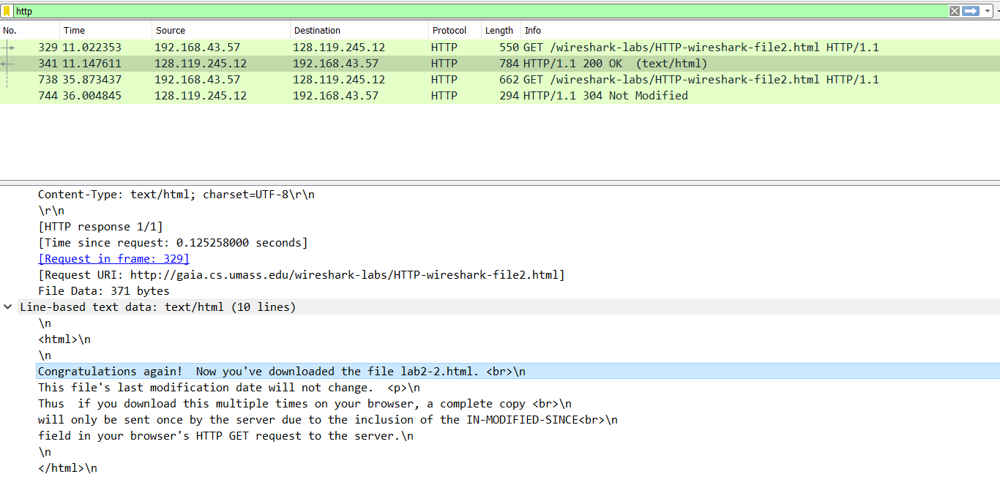 http
No. Time Source Destination Protocol Length Info
329 11.022353 192.168.43.57 128.119.245.12 HTTP 550 GET /wireshark-labs/HTTP-wireshark-file2.html HTTP/1.1
341 11.147611 128.119.245.12 192.168.43.57 HTTP 784 HTTP/1.1 200 OK  (text/html)
738 35.873437 192.168.43.57 128.119.245.12 HTTP 662 GET /wireshark-labs/HTTP-wireshark-file2.html HTTP/1.1
744 36.004845 128.119.245.12 192.168.43.57 HTTP 294 HTTP/1.1 304 Not Modified
Content-Type: text/html; charset=UTF-8\r\n
\r\n
[HTTP response 1/1]
[Time since request: 0.125258000 seconds]
[Request in frame: 329]
[Request URI: http://gaia.cs.umass.edu/wireshark-labs/HTTP-wireshark-file2.html]
File Data: 371 bytes
Line-based text data: text/html (10 lines)
\n
<html>\n
\n
Congratulations again!  Now you've downloaded the file lab2-2.html. <br>\n
This file's last modification date will not change.  <p>\n
Thus  if you download this multiple times on your browser, a complete copy <br>\n
will only be sent once by the server due to the inclusion of the IN-MODIFIED-SINCE<br>\n
field in your browser's HTTP GET request to the server.\n
\n
</html>\n